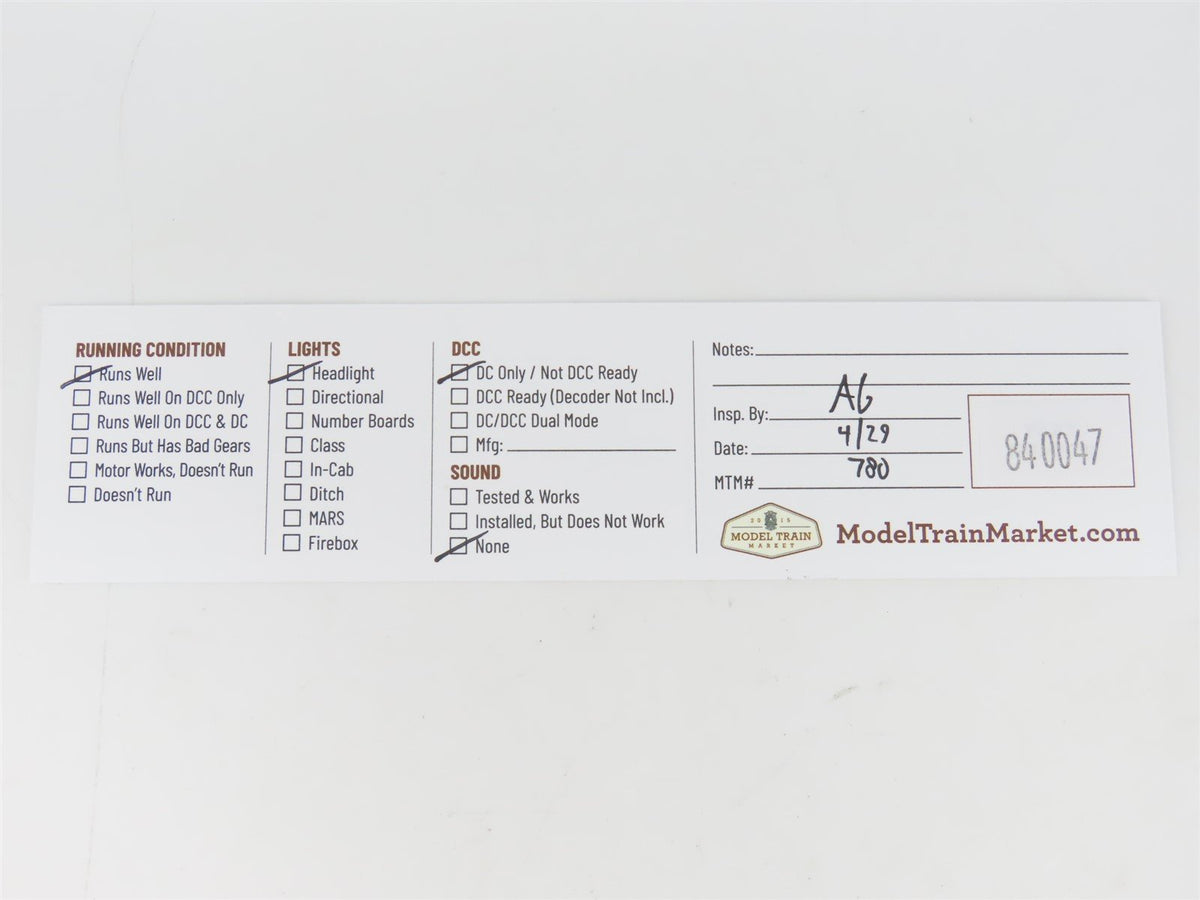 RUNNING CONDITION
Runs Well
Runs Well On DCC Only
Runs Well On DCC & DC
Runs But Has Bad Gears
Motor Works, Doesn't Run
Doesn't Run
LIGHTS
Headlight
Directional
Number Boards
Class
In-Cab
Ditch
MARS
Firebox
DCC
DC Only / Not DCC Ready
DCC Ready (Decoder Not Incl.)
DC/DCC Dual Mode
Mfg:
SOUND
Tested & Works
Installed, But Does Not Work
None
Notes:
Insp. By: AG
Date: 4/29
MTM# 780
840047
2015
MODEL TRAIN
MARKET
ModelTrainMarket.com